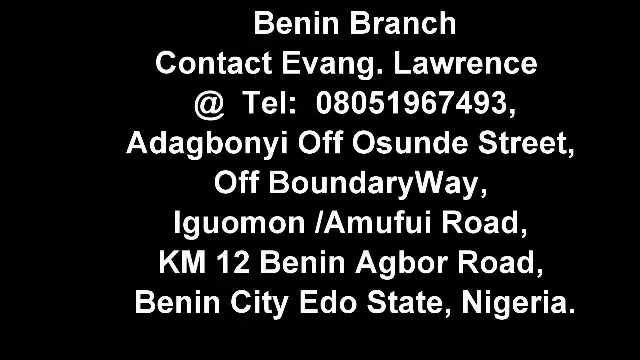 Benin Branch
Contact Evang. Lawrence
@ Tel: 08051967493,
Adagbonyi Off Osunde Street,
Off BoundaryWay,
Iguomon /Amufui Road,
KM 12 Benin Agbor Road,
Benin City Edo State, Nigeria.